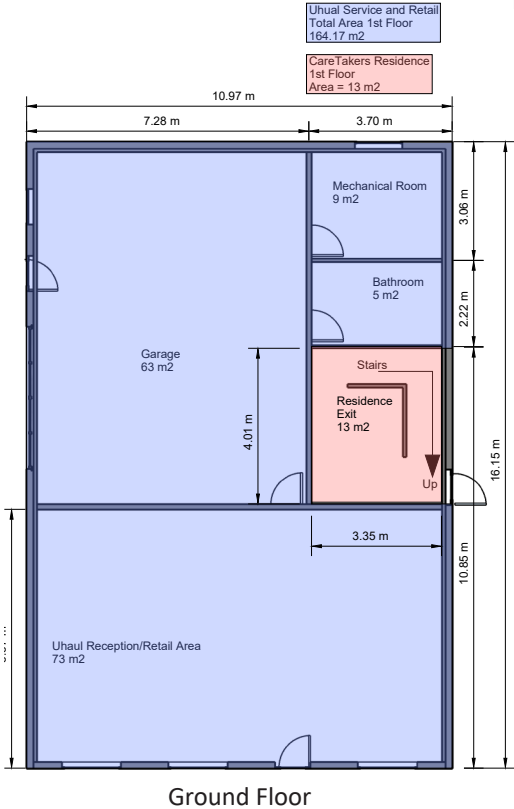 Uhual Service and Retail
Total Area 1st Floor
164.17 m2
CareTakers Residence
1st Floor
Area = 13 m2
10.97 m
7.28 m
3.70 m
Mechanical Room
9 m2
3.06 m
Bathroom
5 m2
2.22 m
Garage
63 m2
Stairs
Residence
Exit
13 m2
4.01 m
Up
16.15 m
3.35 m
10.85 m
Uhaul Reception/Retail Area
73 m2
Ground Floor